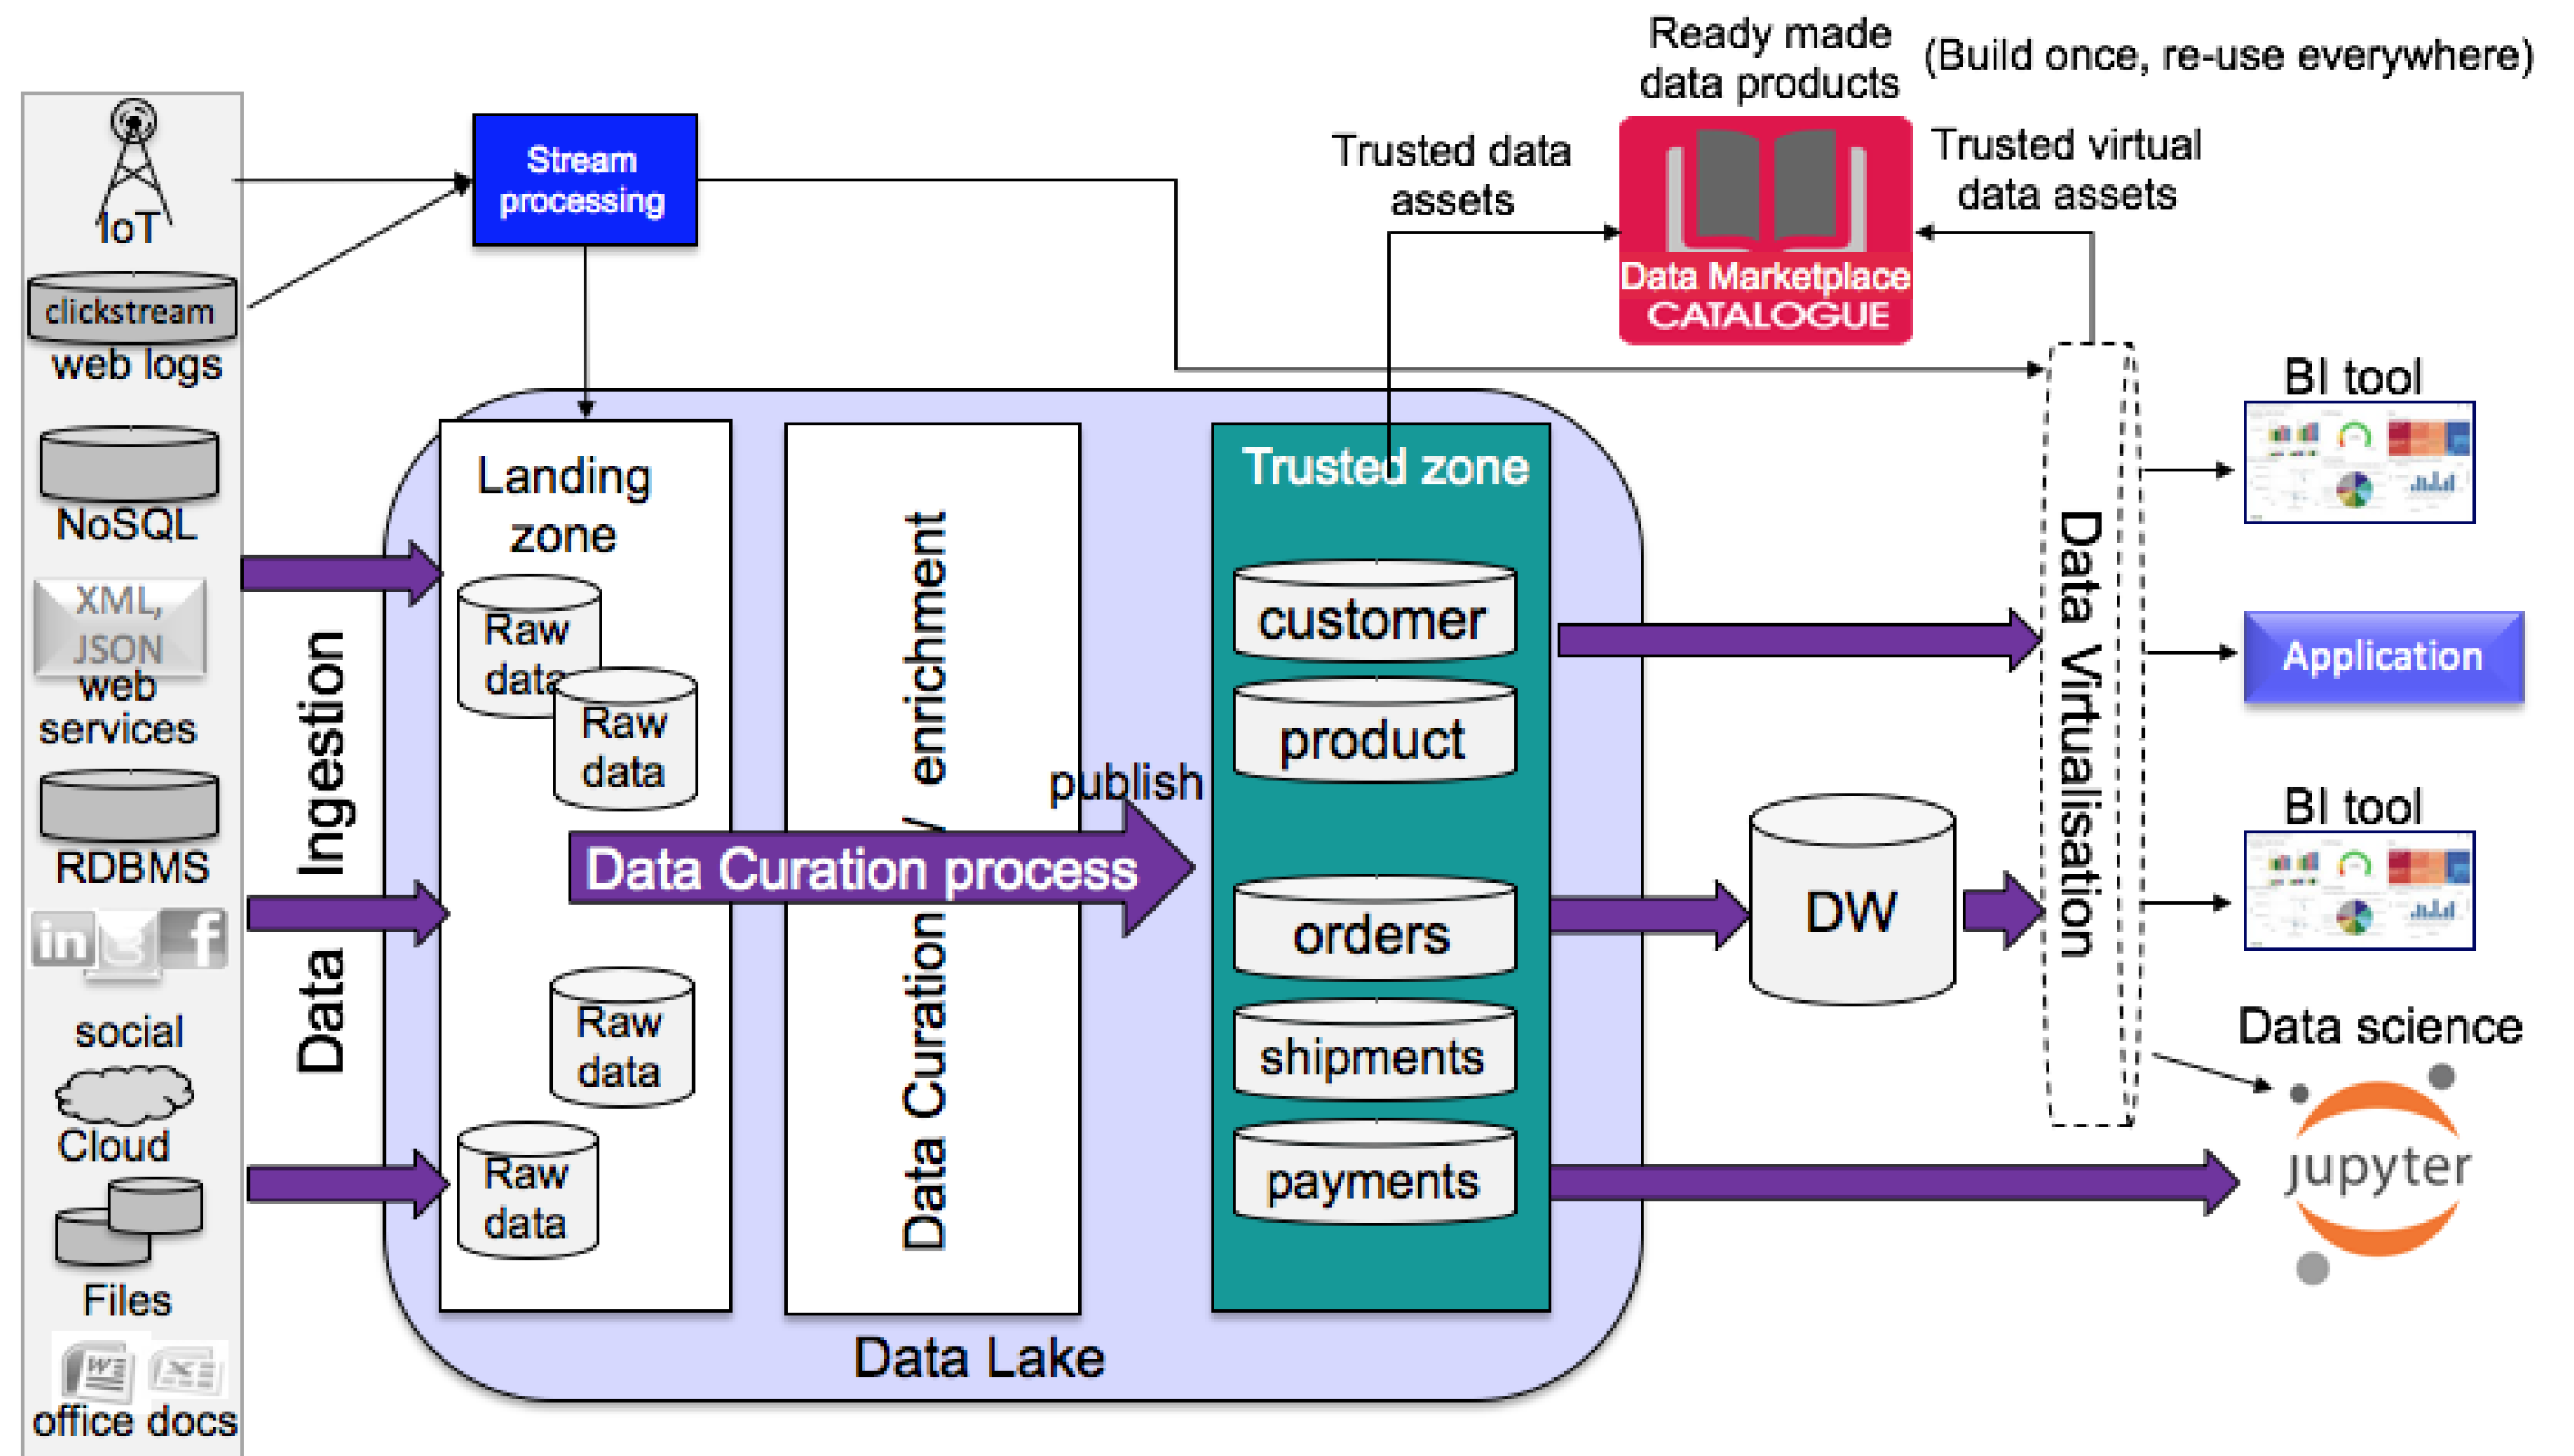 Ready made
data products
(Build once, re-use everywhere)
Trusted data
assets
Data Marketplace
CATALOGUE
Trusted virtual
data assets
IoT
clickstream
web logs
NoSQL
XML,
JSON
web
services
RDBMS
in
f
social
Cloud
Files
W
X
office docs
Stream
processing
Data Ingestion
Landing
zone
Raw
data
Raw
data
Raw
data
Raw
data
Data Curation / enrichment
publish
Data Curation process
Trusted zone
customer
product
orders
shipments
payments
Data Lake
DW
Data Virtualisation
BI tool
Application
BI tool
Data science
jupyter